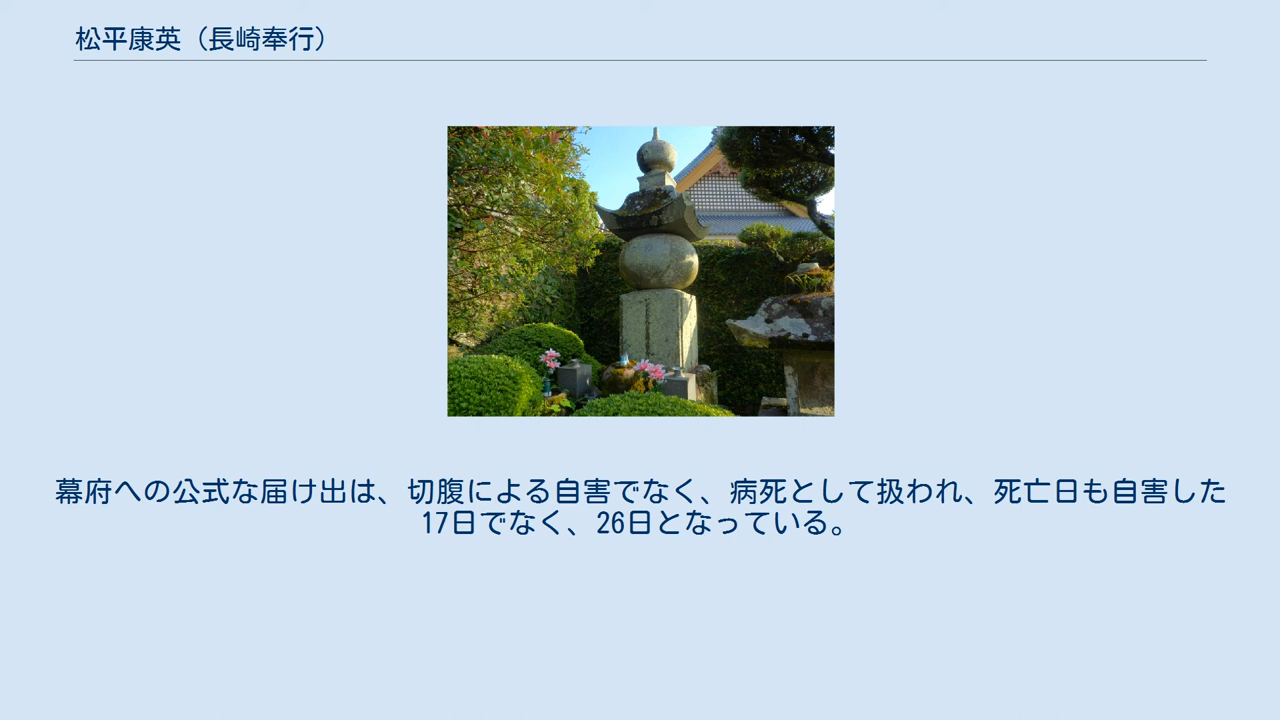 松平康英（長崎奉行）
幕府への公式な届け出は、切腹による自害でなく、病死として扱われ、死亡日も自害した
17日でなく、26日となっている。